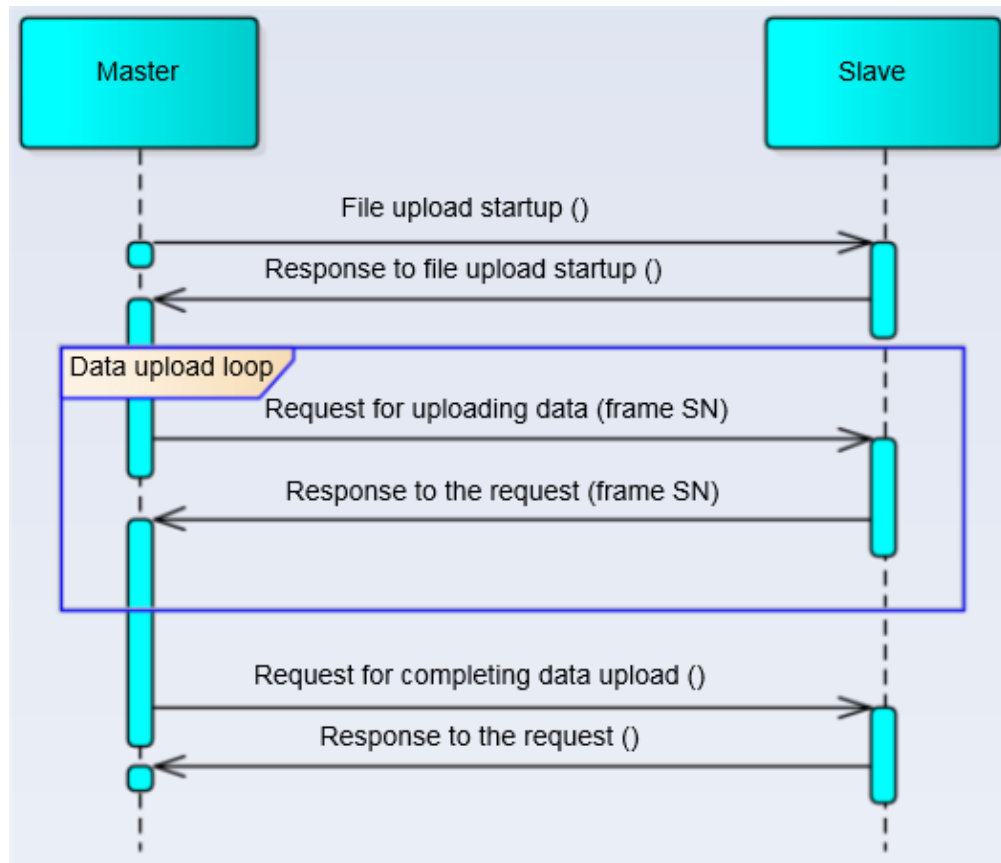 Master
Slave
File upload startup ()
Response to file upload startup ()
Data upload loop
Request for uploading data (frame SN)
Response to the request (frame SN)
Request for completing data upload ()
Response to the request ()